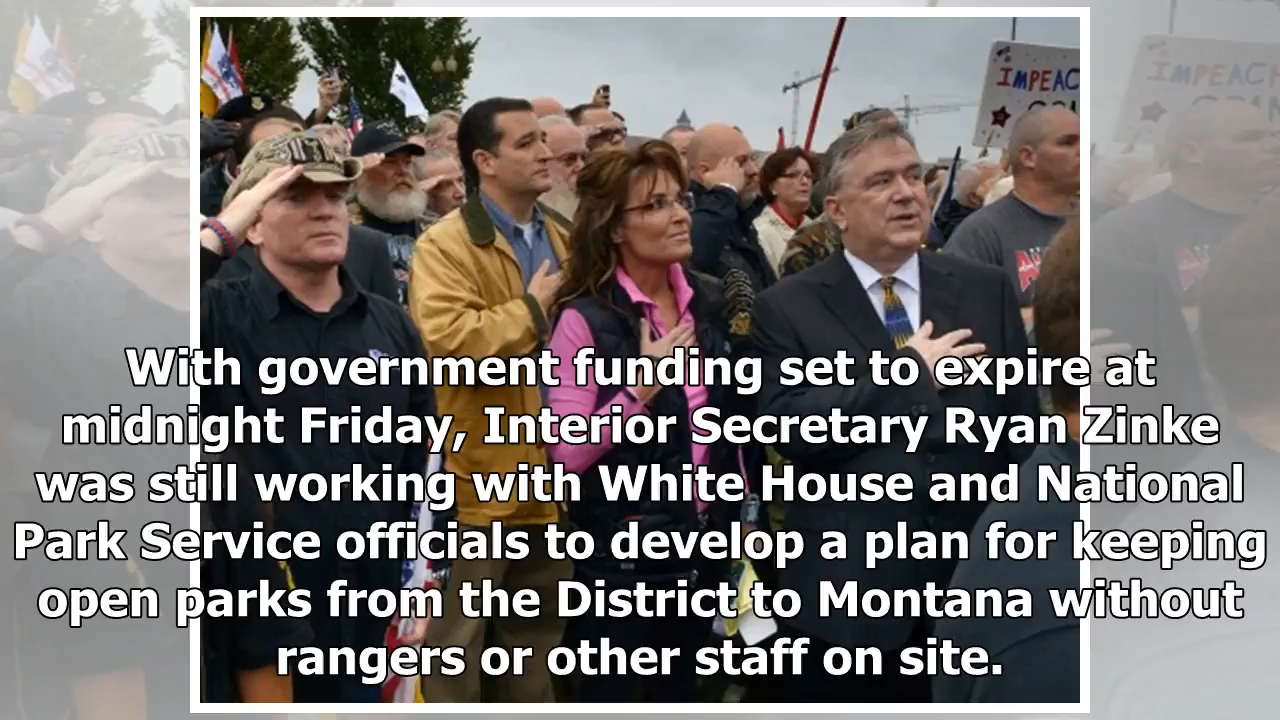 IMPEAC
IMPEACH
With government funding set to expire at
midnight Friday, Interior Secretary Ryan Zinke
was still working with White House and National
Park Service officials to develop a plan for keeping
open parks from the District to Montana without
rangers or other staff on site.